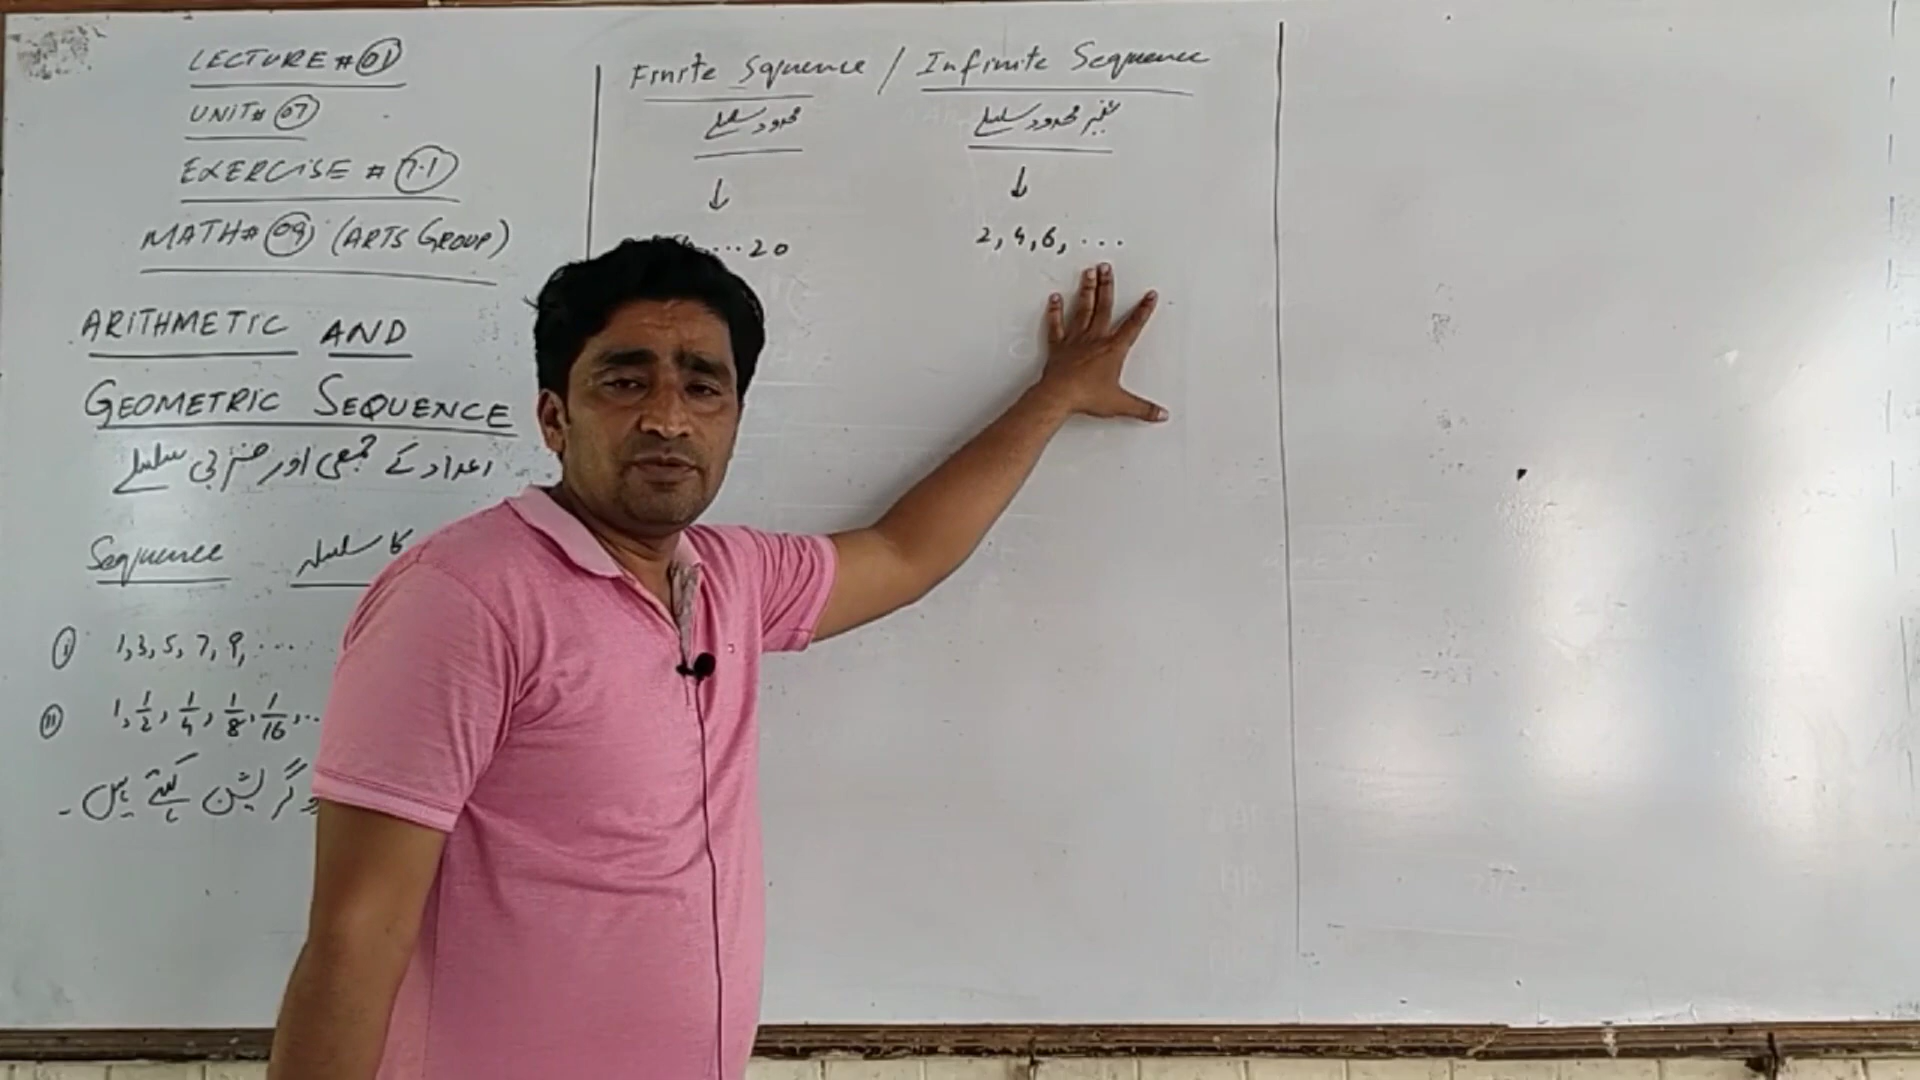 LECTURE # 01
UNIT# 07
EXERCISE # 7.1
MATH# 09 (ARTS GROUP)
ARITHMETIC AND
GEOMETRIC SEQUENCE
اعداد کے جمعی اور ضربی سلسلے
Sequence کا سلسلہ
(i) 1, 3, 5, 7, 9, ...
1, 1/2, 1/4, 1/8, 1/16, ..
کہتے ہیں۔
Finite Squence / Infinite Sequence
محدود سلسلے
غیر محدود سلسلے
↓ ↓
...20
2, 4, 6, ...